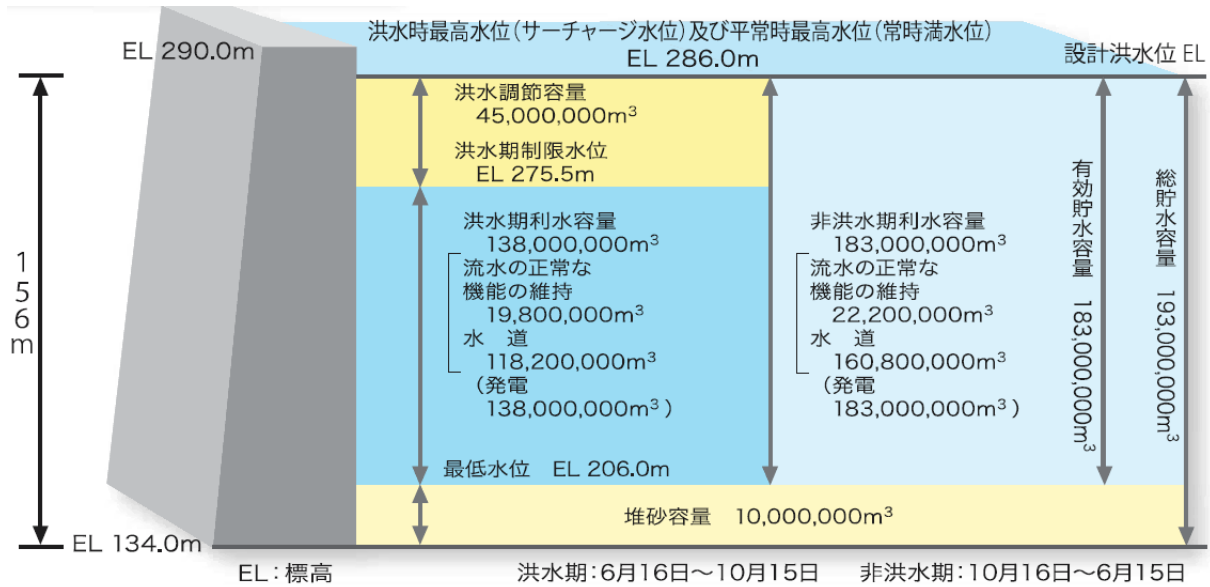 洪水時最高水位(サーチャージ水位)及び平常時最高水位(常時満水位)
EL 286.0m
EL 290.0m
設計洪水位 EL
洪水調節容量
45,000,000m³
洪水期制限水位
EL 275.5m
洪水期利水容量
138,000,000m³
流水の正常な
機能の維持
19,800,000m³
水 道
118,200,000m³
(発電
138,000,000m³)
最低水位 EL 206.0m
非洪水期利水容量
183,000,000m³
流水の正常な
機能の維持
22,200,000m³
水 道
160,800,000m³
(発電
183,000,000m³)
有効貯水容量 183,000,000m³
総貯水容量 193,000,000m³
156m
堆砂容量 10,000,000m³
EL 134.0m
EL:標高
洪水期:6月16日～10月15日
非洪水期:10月16日～6月15日